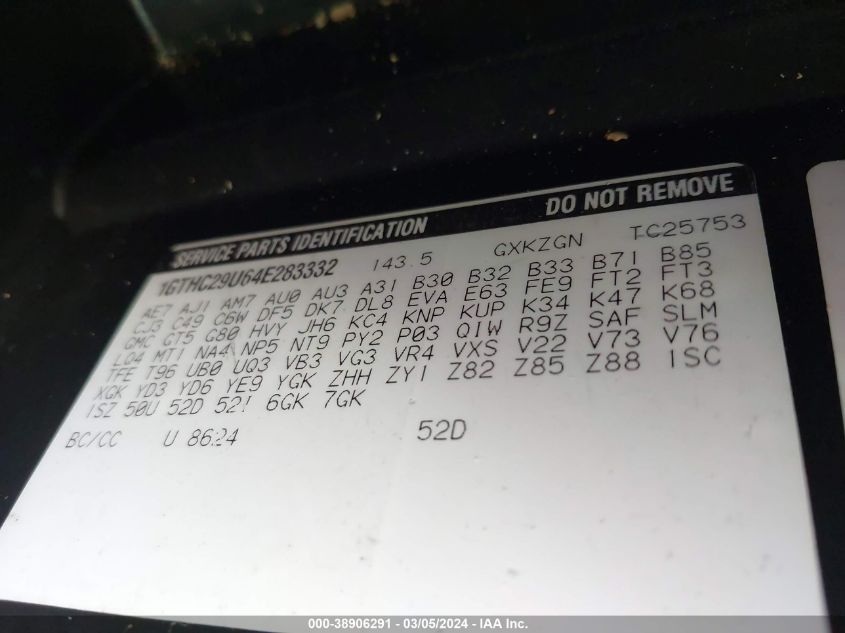 SERVICE PARTS IDENTIFICATION DO NOT REMOVE
1GTHC29U64E283332 143.5 GXKZGN TC25753
AE7 AJ1 AM7 AU0 AU3 A31 B30 B32 B33 B71 B85
CJ3 C49 C6W DF5 DK7 DL8 EVA E63 FE9 FT2 FT3
GMC GT5 G80 HVY JH6 KC4 KNP KUP K34 K47 K68
LQ4 MT1 NA4 NP5 NT9 PY2 P03 QIW R9Z SAF SLM
TFE T96 UB0 UQ3 VB3 VG3 VR4 VXS V22 V73 V76
XGK YD3 YD6 YE9 YGK ZHH ZY1 Z82 Z85 Z88 1SC
1SZ 50U 52D 52I 6GK 7GK
BC/CC U 8624 52D
000-38906291 - 03/05/2024 - IAA Inc.